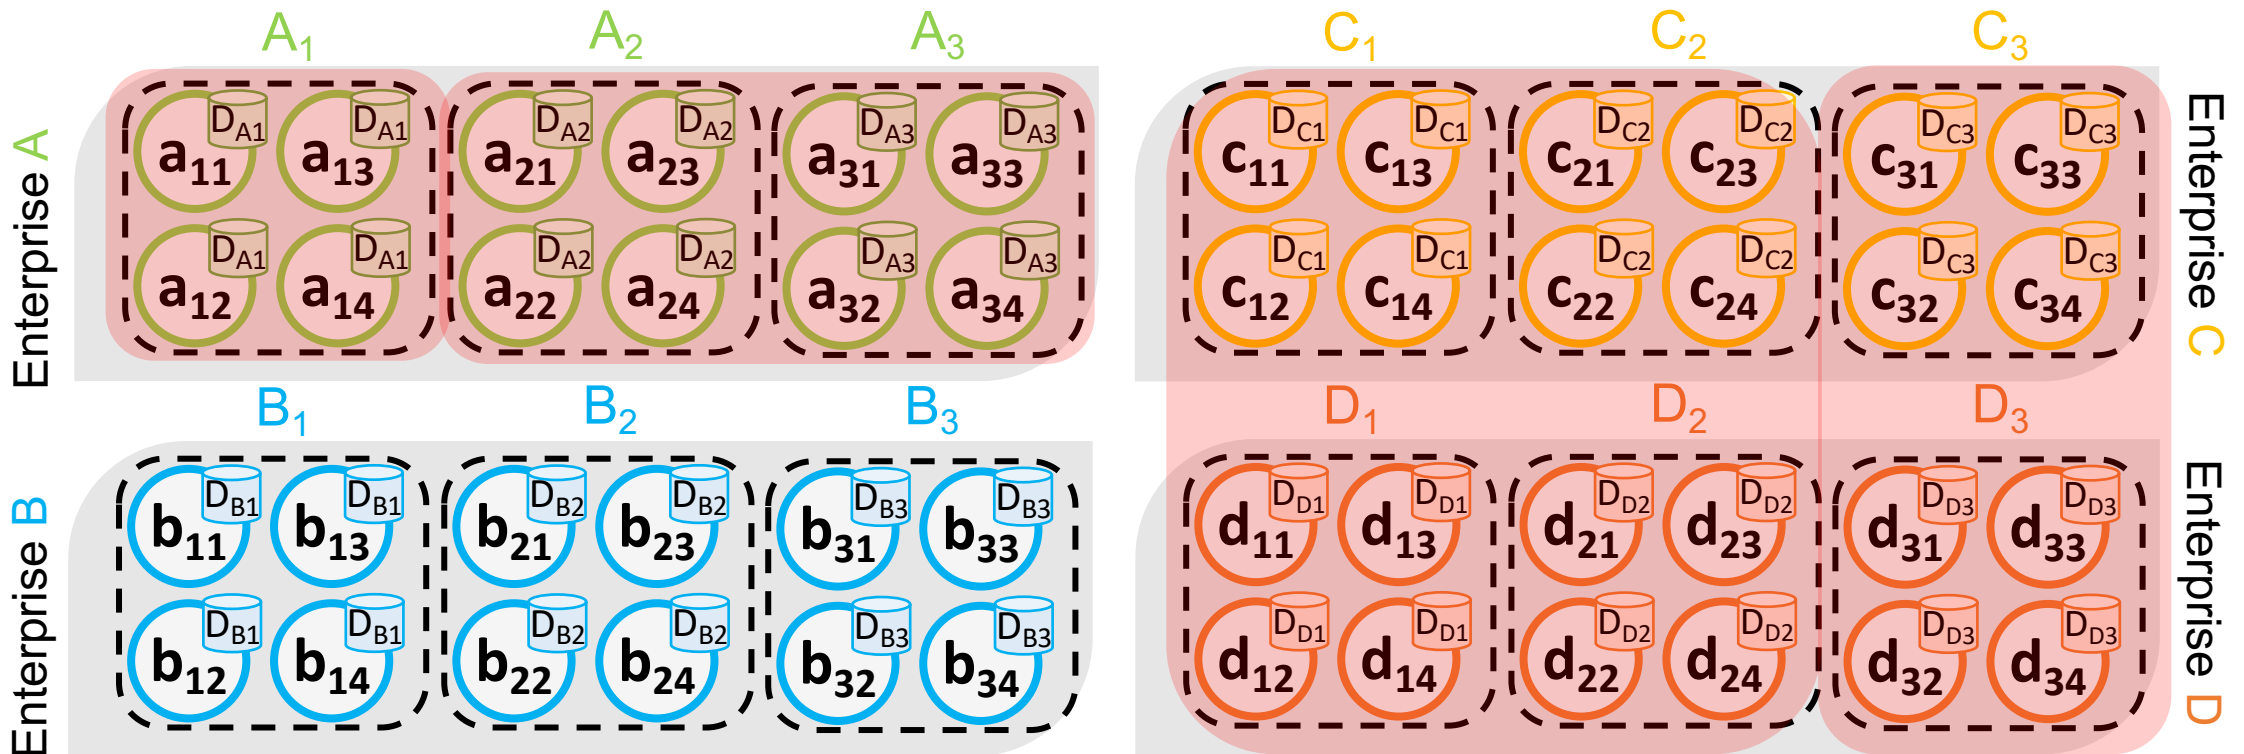 A1 A2 A3
Enterprise A
DA1 DA1 DA2 DA2 DA3 DA3
a11 a13 a21 a23 a31 a33
DA1 DA1 DA2 DA2 DA3 DA3
a12 a14 a22 a24 a32 a34
B1 B2 B3
Enterprise B
DB1 DB1 DB2 DB2 DB3 DB3
b11 b13 b21 b23 b31 b33
DB1 DB1 DB2 DB2 DB3 DB3
b12 b14 b22 b24 b32 b34
C1 C2 C3
Enterprise C
DC1 DC1 DC2 DC2 DC3 DC3
c11 c13 c21 c23 c31 c33
DC1 DC1 DC2 DC2 DC3 DC3
c12 c14 c22 c24 c32 c34
D1 D2 D3
Enterprise D
DD1 DD1 DD2 DD2 DD3 DD3
d11 d13 d21 d23 d31 d33
DD1 DD1 DD2 DD2 DD3 DD3
d12 d14 d22 d24 d32 d34